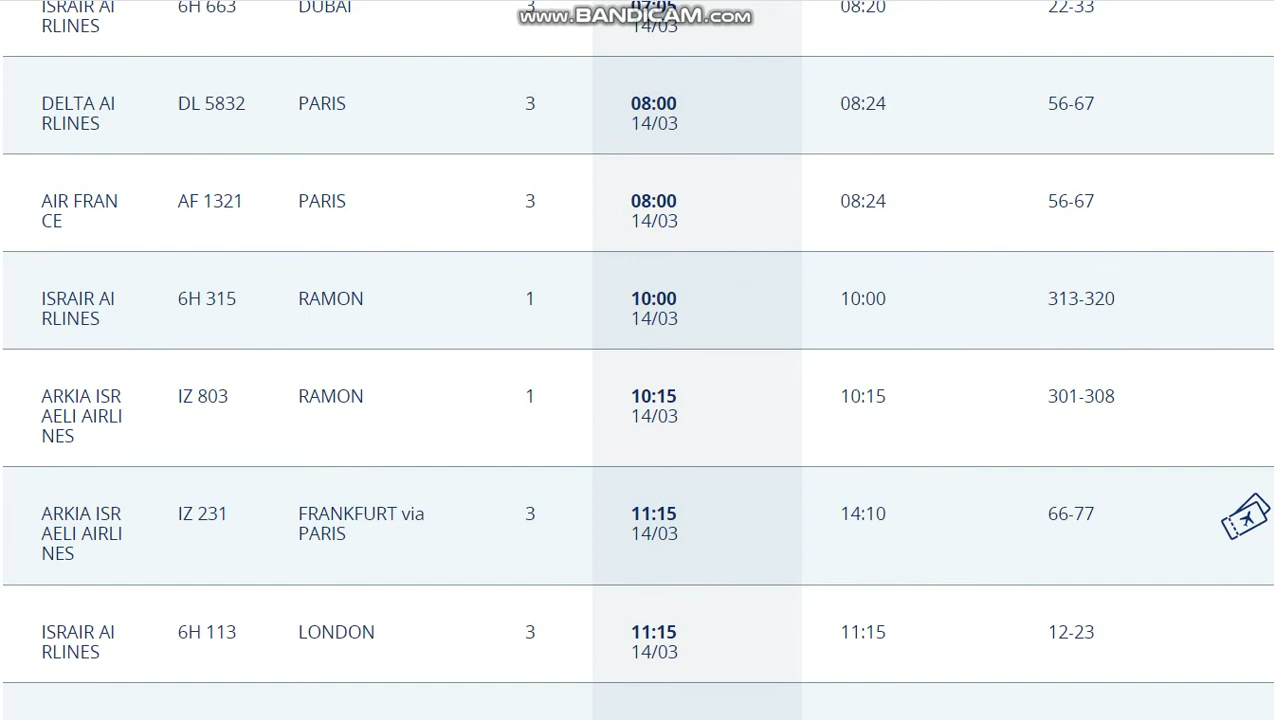 ISRAIR AI
RLINES
6H 663
DUBAI
3
07:05
14/03
08:20
22-33
www.BANDICAM.com
DELTA AI
RLINES
DL 5832
PARIS
3
08:00
14/03
08:24
56-67
AIR FRAN
CE
AF 1321
PARIS
3
08:00
14/03
08:24
56-67
ISRAIR AI
RLINES
6H 315
RAMON
1
10:00
14/03
10:00
313-320
ARKIA ISR
AELI AIRLI
NES
IZ 803
RAMON
1
10:15
14/03
10:15
301-308
ARKIA ISR
AELI AIRLI
NES
IZ 231
FRANKFURT via
PARIS
3
11:15
14/03
14:10
66-77
ISRAIR AI
RLINES
6H 113
LONDON
3
11:15
14/03
11:15
12-23